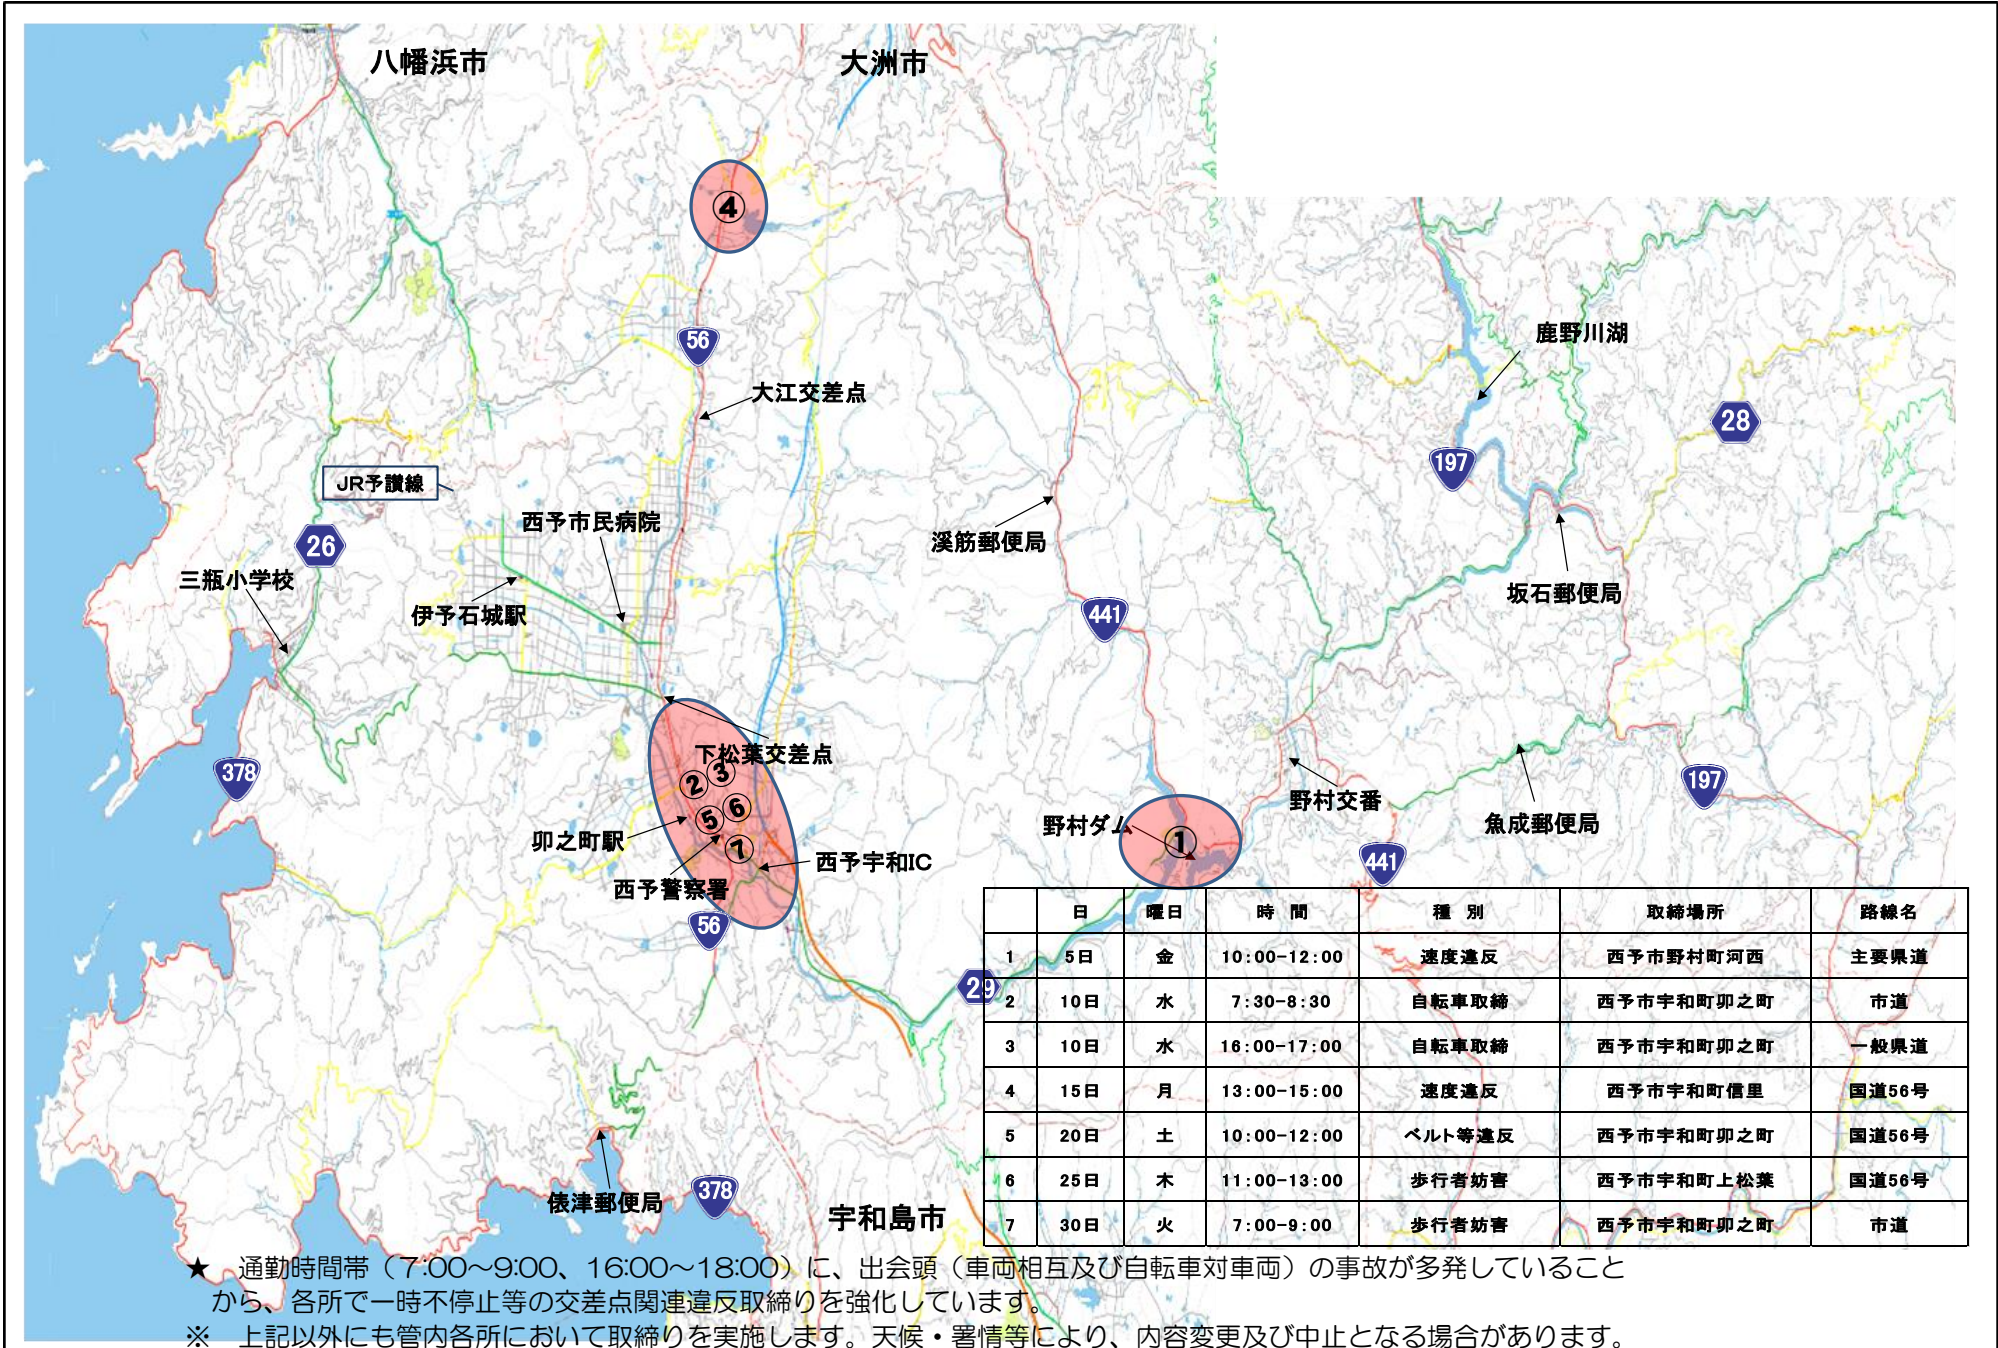 八幡浜市
大洲市
④
56
鹿野川湖
大江交差点
28
197
JR予讃線
西予市民病院
26
渓筋郵便局
三瓶小学校
坂石郵便局
伊予石城駅
441
下松葉交差点
378
② ③
197
野村交番
⑤ ⑥
魚成郵便局
野村ダム
卯之町駅
①
⑦
西予宇和IC
441
西予警察署
56
29
日 曜日 時 間 種 別 取締場所 路線名
1 5日 金 10:00-12:00 速度違反 西予市野村町河西 主要県道
2 10日 水 7:30-8:30 自転車取締 西予市宇和町卯之町 市道
3 10日 水 16:00-17:00 自転車取締 西予市宇和町卯之町 一般県道
4 15日 月 13:00-15:00 速度違反 西予市宇和町信里 国道56号
5 20日 土 10:00-12:00 ベルト等違反 西予市宇和町卯之町 国道56号
6 25日 木 11:00-13:00 歩行者妨害 西予市宇和町上松葉 国道56号
7 30日 火 7:00-9:00 歩行者妨害 西予市宇和町卯之町 市道
俵津郵便局
378
宇和島市
★ 通勤時間帯（7:00～9:00、16:00～18:00）に、出会頭（車両相互及び自転車対車両）の事故が多発していること
から、各所で一時不停止等の交差点関連違反取締りを強化しています。
※ 上記以外にも管内各所において取締りを実施します。天候・署情等により、内容変更及び中止となる場合があります。